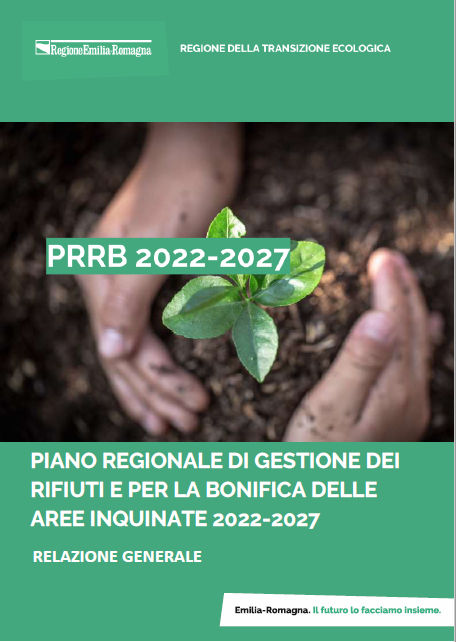 RegioneEmilia-Romagna
REGIONE DELLA TRANSIZIONE ECOLOGICA
PRRB 2022-2027
PIANO REGIONALE DI GESTIONE DEI
RIFIUTI E PER LA BONIFICA DELLE
AREE INQUINATE 2022-2027
RELAZIONE GENERALE
Emilia-Romagna. Il futuro lo facciamo insieme.